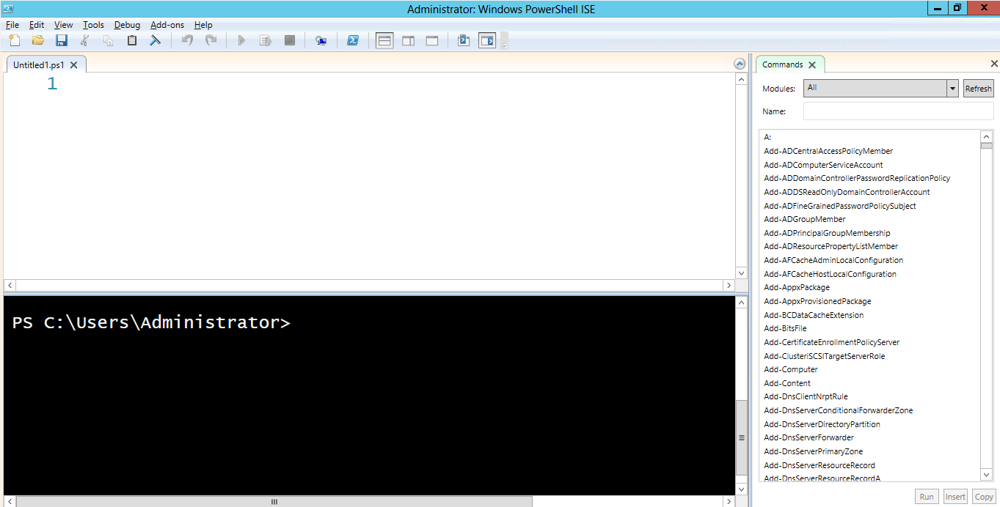 Administrator: Windows PowerShell ISE
File Edit View Tools Debug Add-ons Help
Untitled1.ps1
1
PS C:\Users\Administrator>
Commands
Modules: All Refresh
Name:
A:
Add-ADCentralAccessPolicyMember
Add-ADComputerServiceAccount
Add-ADDomainControllerPasswordReplicationPolicy
Add-ADDSReadOnlyDomainControllerAccount
Add-ADFineGrainedPasswordPolicySubject
Add-ADGroupMember
Add-ADPrincipalGroupMembership
Add-ADResourcePropertyListMember
Add-AFCacheAdminLocalConfiguration
Add-AFCacheHostLocalConfiguration
Add-AppxPackage
Add-AppxProvisionedPackage
Add-BCDataCacheExtension
Add-BitsFile
Add-CertificateEnrollmentPolicyServer
Add-ClusteriSCSITargetServerRole
Add-Computer
Add-Content
Add-DnsClientNrptRule
Add-DnsServerConditionalForwarderZone
Add-DnsServerDirectoryPartition
Add-DnsServerForwarder
Add-DnsServerPrimaryZone
Add-DnsServerResourceRecord
Add-DnsServerResourceRecordA
Run Insert Copy